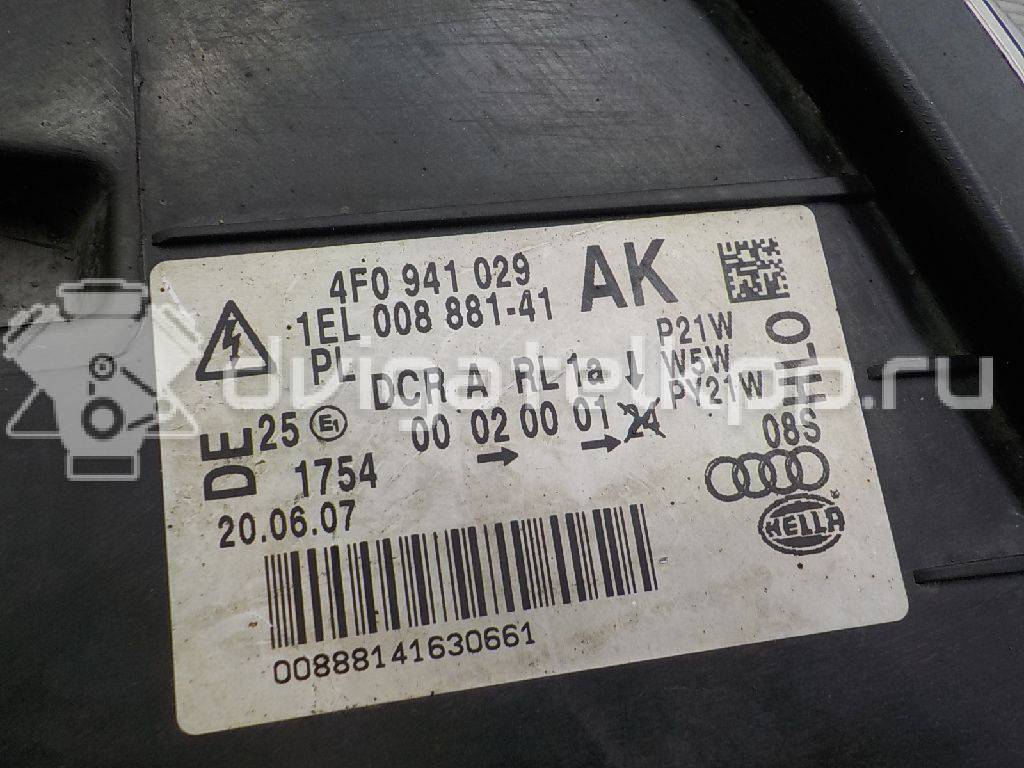 4F0 941 029 AK
1EL 008 881-41
PL DCR A RL 1a ↓
P21W
W5W
PY21W
HLO
DE 25 E1 00 02 00 01 24
→ →
1754
08S
20.06.07
HELLA
00888141630661
avtotelepro.ru